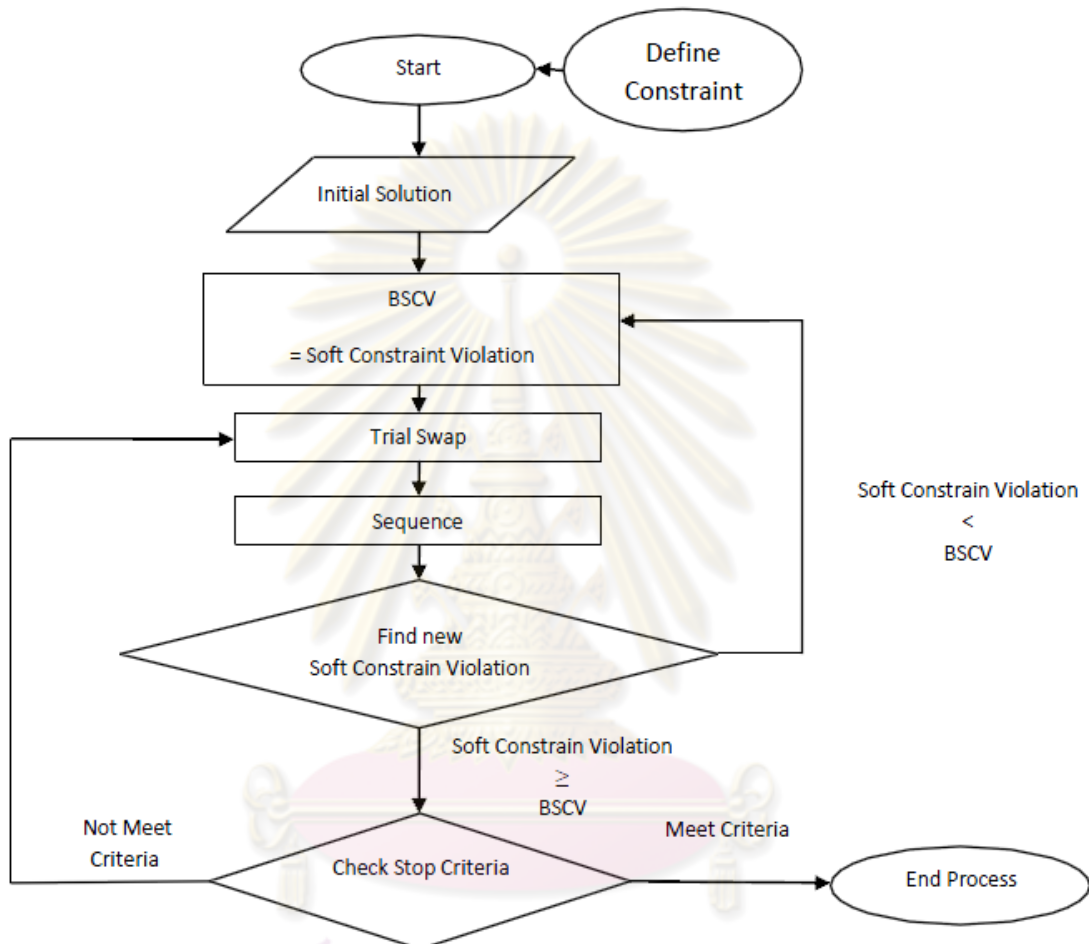 Start
Define
Constraint
Initial Solution
BSCV
= Soft Constraint Violation
Trial Swap
Sequence
Soft Constrain Violation
<
BSCV
Find new
Soft Constrain Violation
Soft Constrain Violation
≥
BSCV
Not Meet
Criteria
Meet Criteria
Check Stop Criteria
End Process